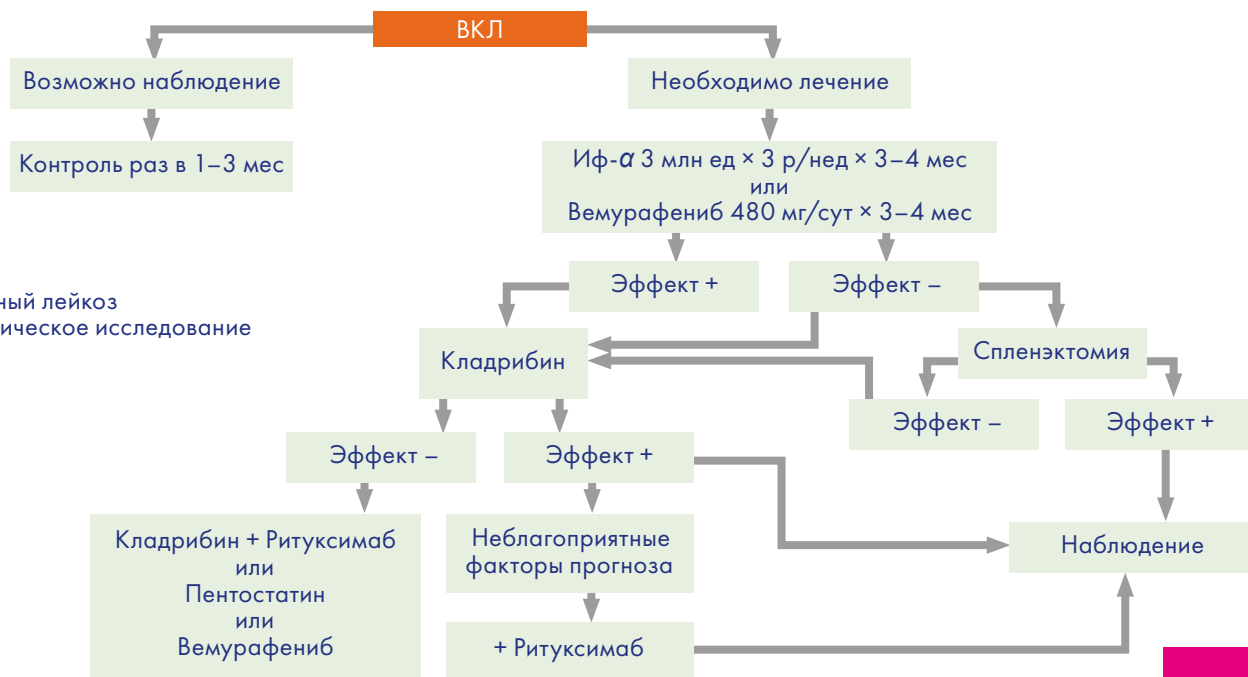 ВКЛ
Возможно наблюдение
Необходимо лечение
Контроль раз в 1–3 мес
Иф-α 3 млн ед × 3 р/нед × 3–4 мес
или
Вемурафениб 480 мг/сут × 3–4 мес
Эффект +
Эффект –
ный лейкоз
ическое исследование
Кладрибин
Спленэктомия
Эффект –
Эффект +
Эффект –
Эффект +
Кладрибин + Ритуксимаб
или
Пентостатин
или
Вемурафениб
Неблагоприятные
факторы прогноза
Наблюдение
+ Ритуксимаб